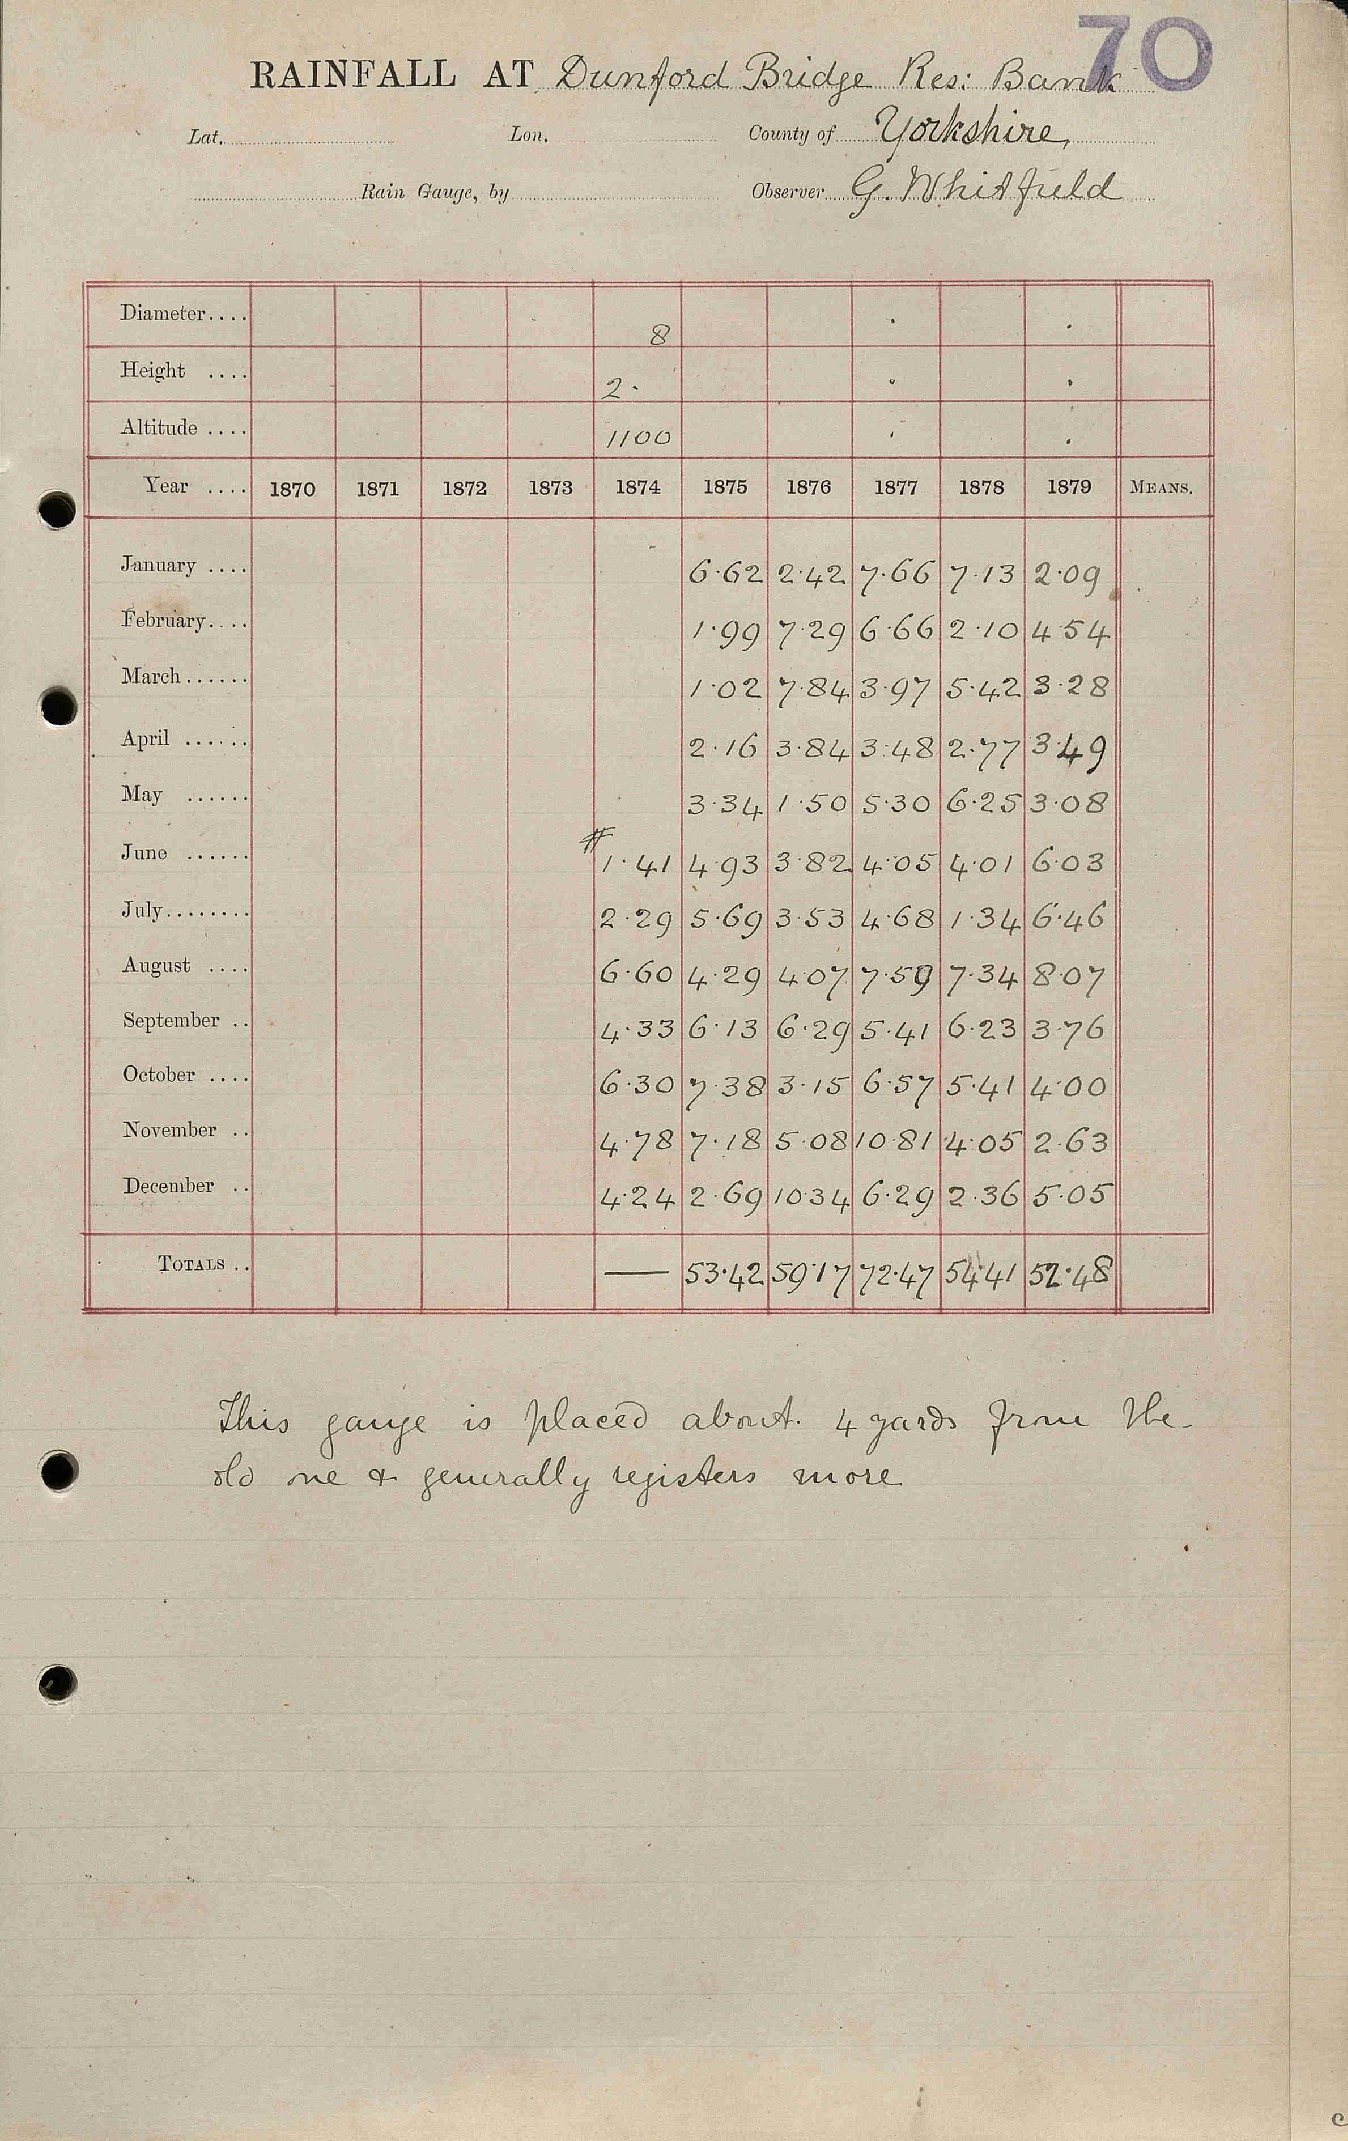 70
RAINFALL AT Dunford Bridge Res: Bank
Lat. Lon. County of Yorkshire
Rain Gauge, by Observer G. Whitfield
Diameter.... 8
Height .... 2·
Altitude .... 1100
Year .... 1870 1871 1872 1873 1874 1875 1876 1877 1878 1879 MEANS.
January .... 6·62 2·42 7·66 7·13 2·09
February.... 1·99 7·29 6·66 2·10 4·54
March...... 1·02 7·84 3·97 5·42 3·28
April ...... 2·16 3·84 3·48 2·77 3·49
May ...... 3·34 1·50 5·30 6·25 3·08
June ...... # 1·41 4·93 3·82 4·05 4·01 6·03
July........ 2·29 5·69 3·53 4·68 1·34 6·46
August .... 6·60 4·29 4·07 7·59 7·34 8·07
September .. 4·33 6·13 6·29 5·41 6·23 3·76
October .... 6·30 7·38 3·15 6·57 5·41 4·00
November .. 4·78 7·18 5·08 10·81 4·05 2·63
December .. 4·24 2·69 10·34 6·29 2·36 5·05
TOTALS .. — 53·42 59·17 72·47 54·41 52·48
This gauge is placed about 4 yards from the
old one & generally registers more